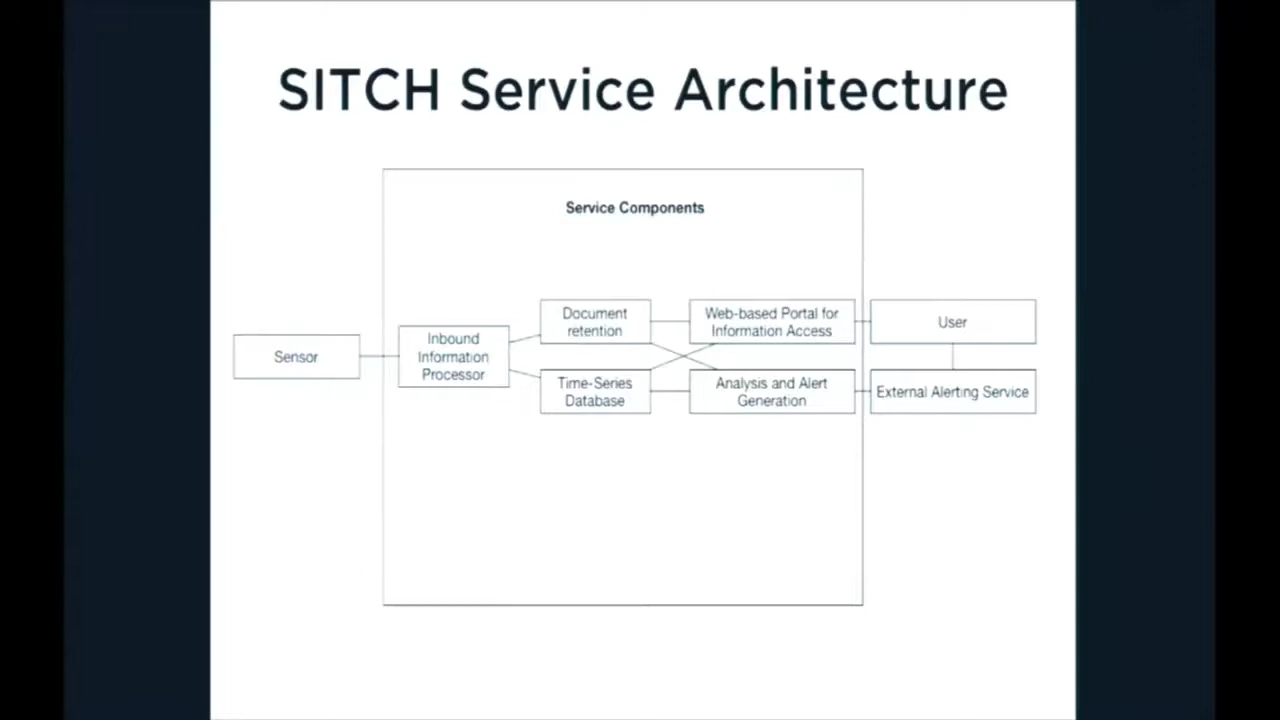 SITCH Service Architecture
Service Components
Sensor
Inbound
Information
Processor
Document
retention
Time-Series
Database
Web-based Portal for
Information Access
Analysis and Alert
Generation
User
External Alerting Service